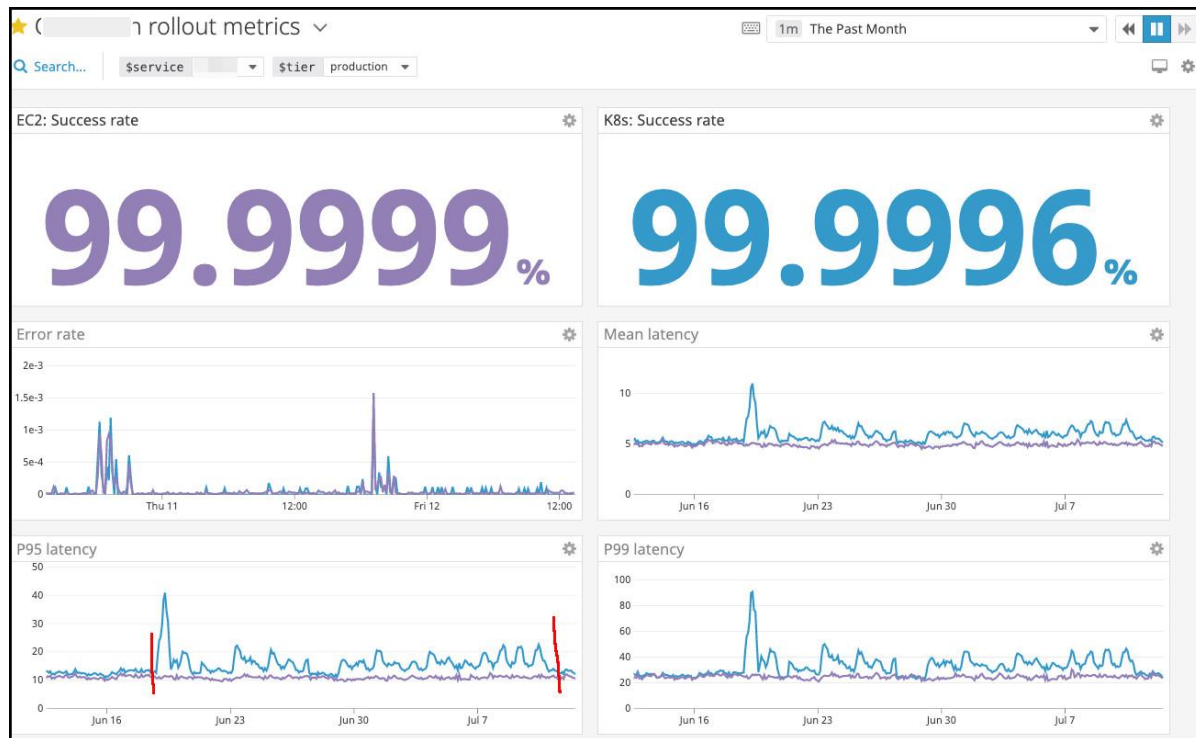 rollout metrics
1m The Past Month
Search... $service $tier production
EC2: Success rate
99.9999%
K8s: Success rate
99.9996%
Error rate
2e-3
1.5e-3
1e-3
5e-4
0
Thu 11 12:00 Fri 12 12:00
Mean latency
10
5
0
Jun 16 Jun 23 Jun 30 Jul 7
P95 latency
50
40
30
20
10
0
Jun 16 Jun 23 Jun 30 Jul 7
P99 latency
100
80
60
40
20
0
Jun 16 Jun 23 Jun 30 Jul 7